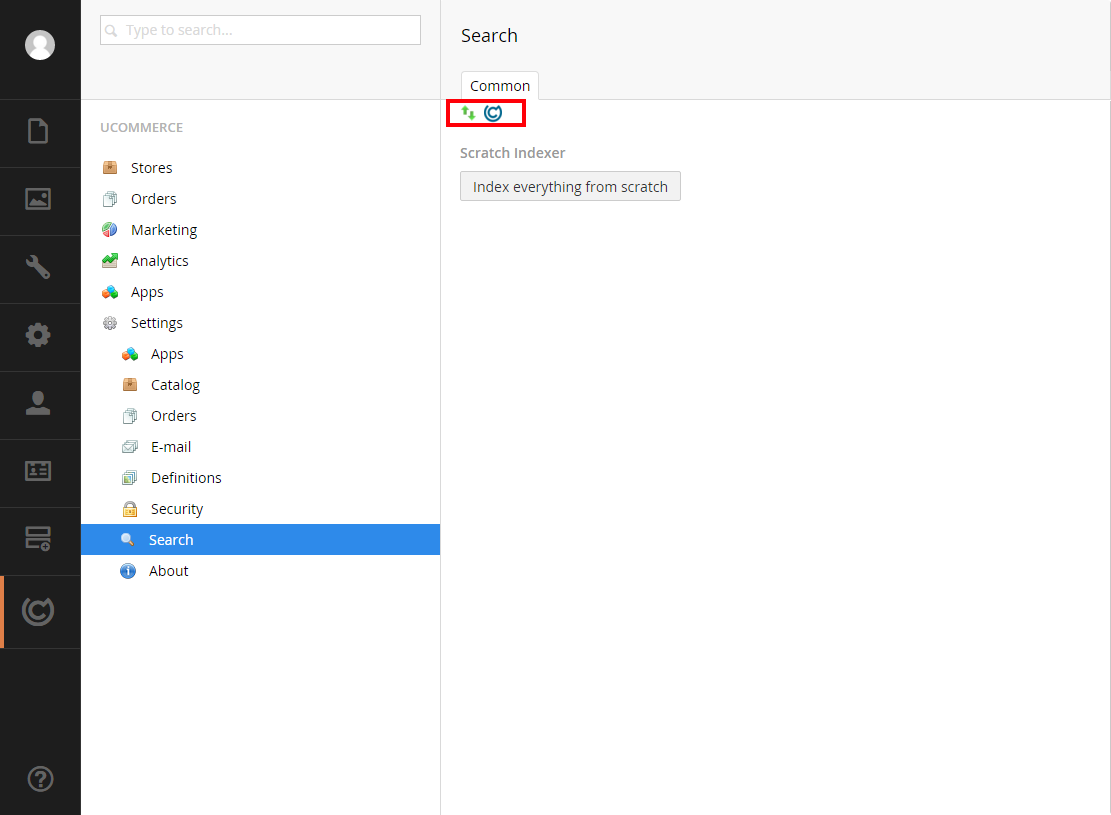 Type to search...
UCOMMERCE
Stores
Orders
Marketing
Analytics
Apps
Settings
Apps
Catalog
Orders
E-mail
Definitions
Security
Search
About
Search
Common
Scratch Indexer
Index everything from scratch